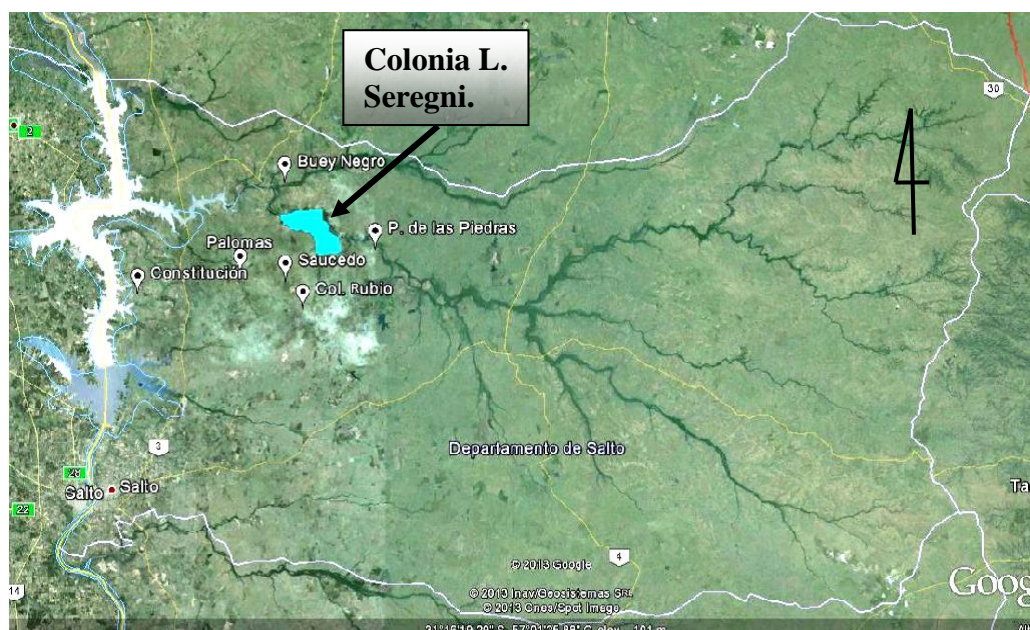 Colonia L.
Seregni.
30
2
Buey Negro
P. de las Piedras
Palomas
Saucedo
Constitución
Col. Rubio
3
Departamento de Salto
26
Salto
Salto
22
4
© 2013 Google
14
© 2013 Inav/Geosistemas SRL
© 2013 Cnes/Spot Image
Goog
Ta